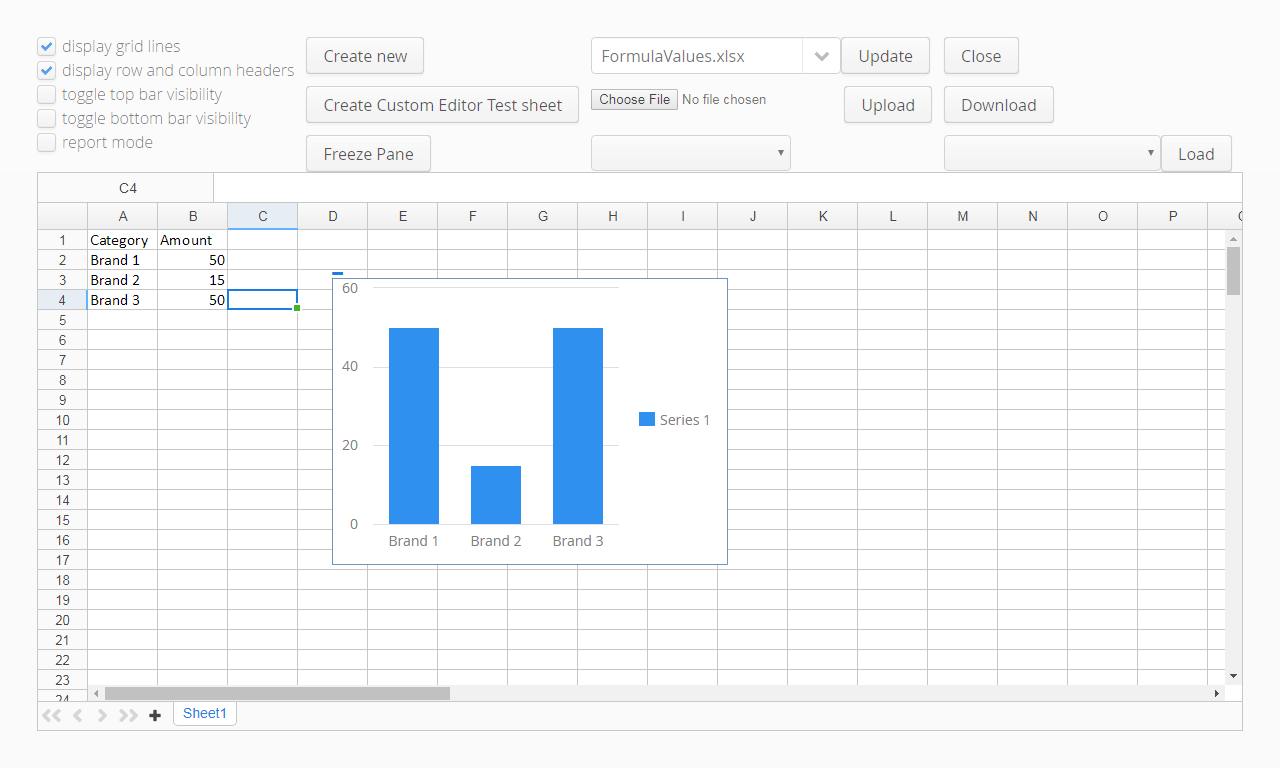 display grid lines
display row and column headers
toggle top bar visibility
toggle bottom bar visibility
report mode
Create new
FormulaValues.xlsx
Update
Close
Create Custom Editor Test sheet
Choose File No file chosen
Upload
Download
Freeze Pane
Load
C4
A B C D E F G H I J K L M N O P
1 Category Amount
2 Brand 1 50
3 Brand 2 15
4 Brand 3 50
5
6
7
8
9
10
11
12
13
14
15
16
17
18
19
20
21
22
23
24
60
40
20
0
Brand 1 Brand 2 Brand 3
Series 1
Sheet1